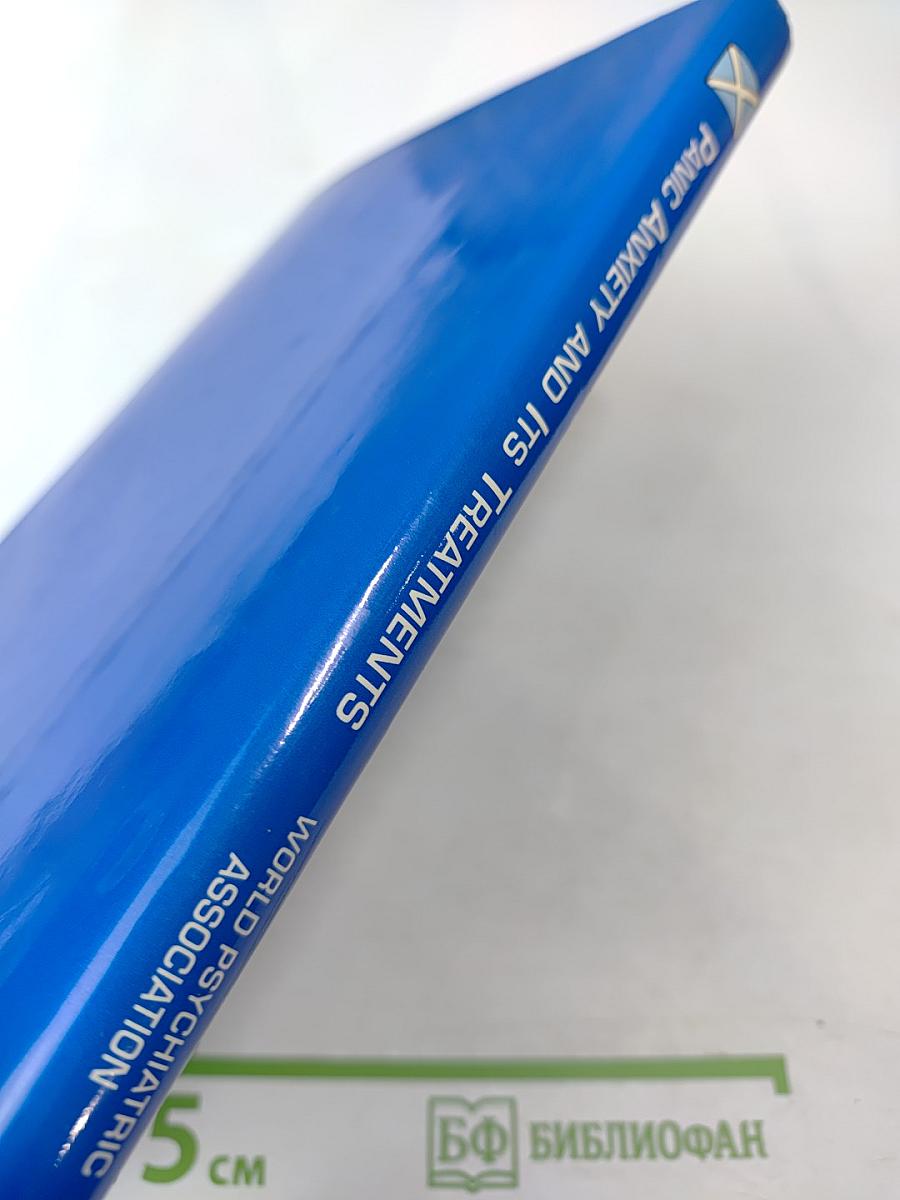 PANIC ANXIETY AND ITS TREATMENTS
WORLD PSYCHIATRIC
ASSOCIATION
5 см
БФ БИБЛИОФАН